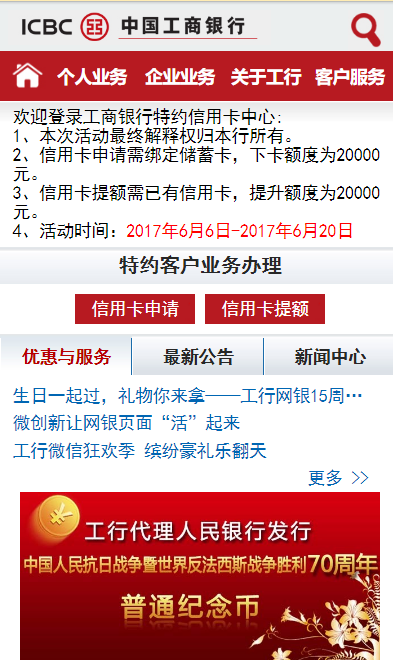 ICBC 中国工商银行
个人业务 企业业务 关于工行 客户服务
欢迎登录工商银行特约信用卡中心:
1、本次活动最终解释权归本行所有。
2、信用卡申请需绑定储蓄卡，下卡额度为20000
元。
3、信用卡提额需已有信用卡，提升额度为20000
元。
4、活动时间：2017年6月6日-2017年6月20日
特约客户业务办理
信用卡申请 信用卡提额
优惠与服务 最新公告 新闻中心
生日一起过，礼物你来拿——工行网银15周…
微创新让网银页面“活”起来
工行微信狂欢季 缤纷豪礼乐翻天
更多 >>
工行代理人民银行发行
中国人民抗日战争暨世界反法西斯战争胜利70周年
普通纪念币